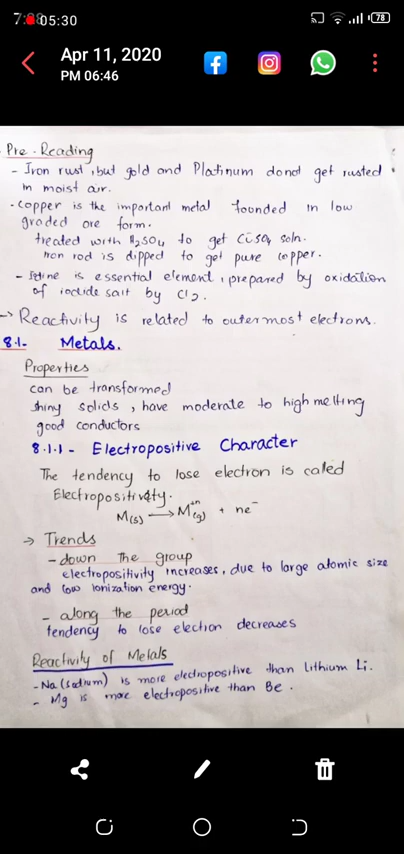 05:30
78
Apr 11, 2020
PM 06:46
Pre-Reading
- Iron rust, but gold and Platinum donot get rusted
in moist air.
- Copper is the important metal founded in low
graded ore form.
treated with H₂SO₄ to get CuSO₄ soln.
Iron rod is dipped to get pure copper.
- Iodine is essential element, prepared by oxidation
of iodide salt by Cl₂.
→ Reactivity is related to outermost electrons.
8.1- Metals.
Properties
can be transformed
shiny solids, have moderate to high melting
good conductors
8.1.1- Electropositive Character
The tendency to lose electron is called
Electropositivity.
M(s) → M⁺ⁿ(g) + ne⁻
→ Trends
- down the group
electropositivity increases, due to large atomic size
and low ionization energy.
- along the period
tendency to lose election decreases
Reactivity of Metals
- Na (sodium) is more electropositive than lithium Li.
- Mg is more electropositive than Be.